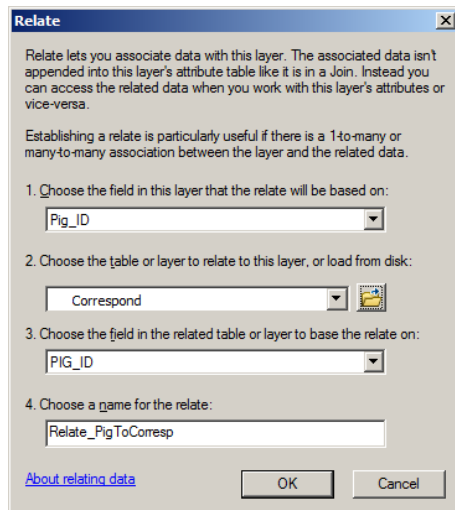 Relate
Relate lets you associate data with this layer. The associated data isn't
appended into this layer's attribute table like it is in a Join. Instead you
can access the related data when you work with this layer's attributes or
vice-versa.
Establishing a relate is particularly useful if there is a 1-to-many or
many-to-many association between the layer and the related data.
1. Choose the field in this layer that the relate will be based on:
Pig_ID
2. Choose the table or layer to relate to this layer, or load from disk:
Correspond
3. Choose the field in the related table or layer to base the relate on:
PIG_ID
4. Choose a name for the relate:
Relate_PigToCorresp
About relating data
OK
Cancel